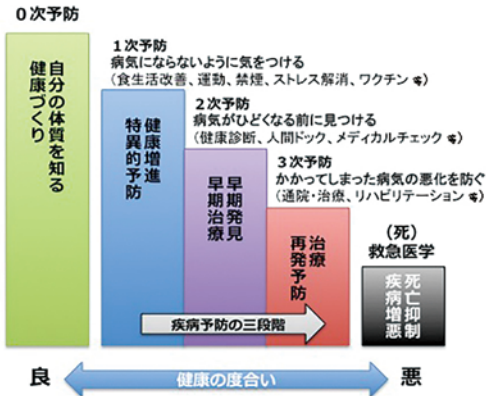 0次予防
自分の体質を知る
健康づくり
1次予防
病気にならないように気をつける
(食生活改善、運動、禁煙、ストレス解消、ワクチン等)
健康増進
特異的予防
2次予防
病気がひどくなる前に見つける
(健康診断、人間ドック、メディカルチェック等)
早期発見
早期治療
3次予防
かかってしまった病気の悪化を防ぐ
(通院・治療、リハビリテーション等)
治療
再発予防
(死)
救急医学
死亡抑制
疾病増悪
疾病予防の三段階
良
健康の度合い
悪